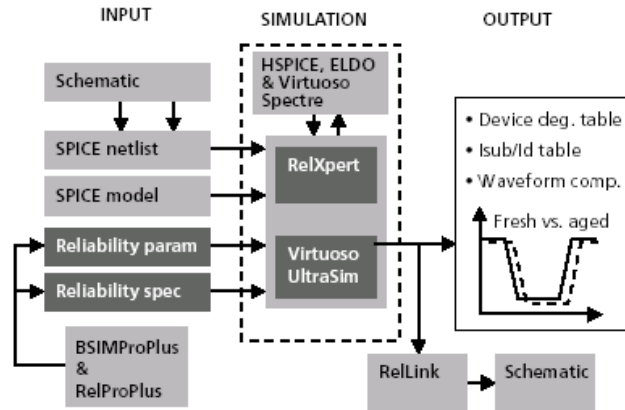 INPUT
SIMULATION
OUTPUT
Schematic
HSPICE, ELDO
& Virtuoso
Spectre
SPICE netlist
SPICE model
Reliability param
Reliability spec
BSIMProPlus
&
RelProPlus
RelXpert
Virtuoso
UltraSim
• Device deg. table
• Isub/Id table
• Waveform comp.
Fresh vs. aged
RelLink
Schematic